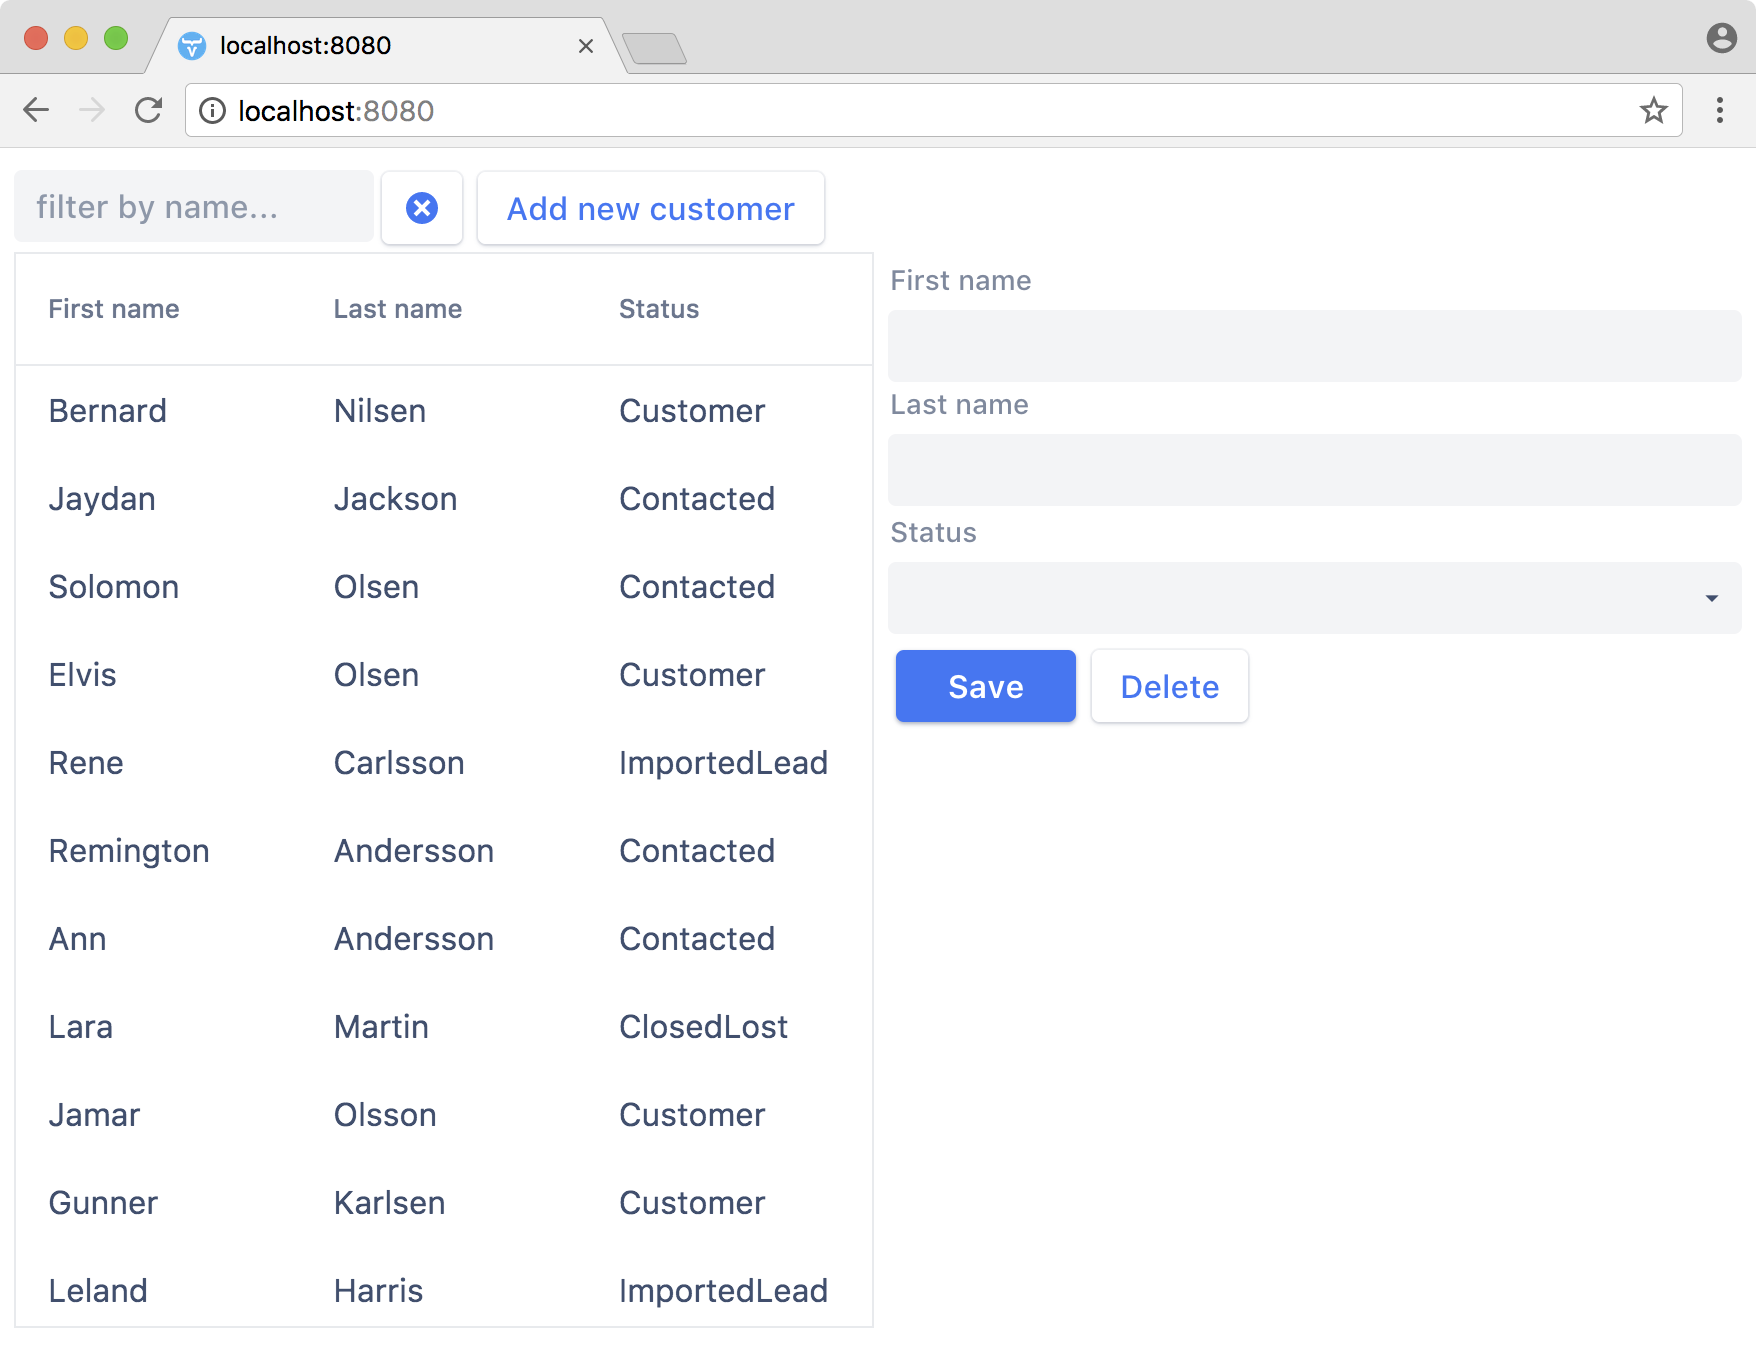 localhost:8080
localhost:8080
filter by name... Add new customer
First name Last name Status
Bernard Nilsen Customer
Jaydan Jackson Contacted
Solomon Olsen Contacted
Elvis Olsen Customer
Rene Carlsson ImportedLead
Remington Andersson Contacted
Ann Andersson Contacted
Lara Martin ClosedLost
Jamar Olsson Customer
Gunner Karlsen Customer
Leland Harris ImportedLead
First name
Last name
Status
Save Delete